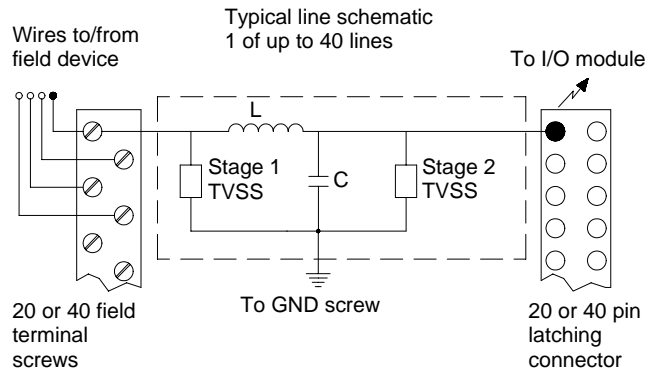 Typical line schematic
1 of up to 40 lines
Wires to/from
field device
To I/O module
L
Stage 1
TVSS
C
Stage 2
TVSS
To GND screw
20 or 40 field
terminal
screws
20 or 40 pin
latching
connector